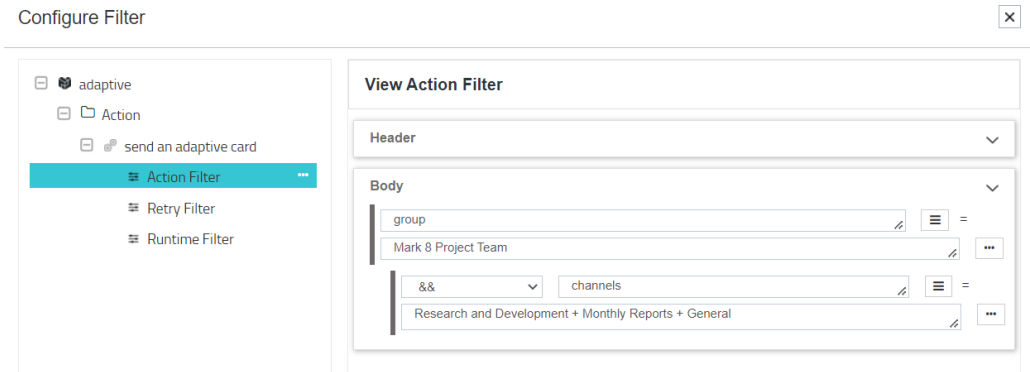 Configure Filter
adaptive
Action
send an adaptive card
Action Filter
Retry Filter
Runtime Filter
View Action Filter
Header
Body
group =
Mark 8 Project Team
&& channels =
Research and Development + Monthly Reports + General